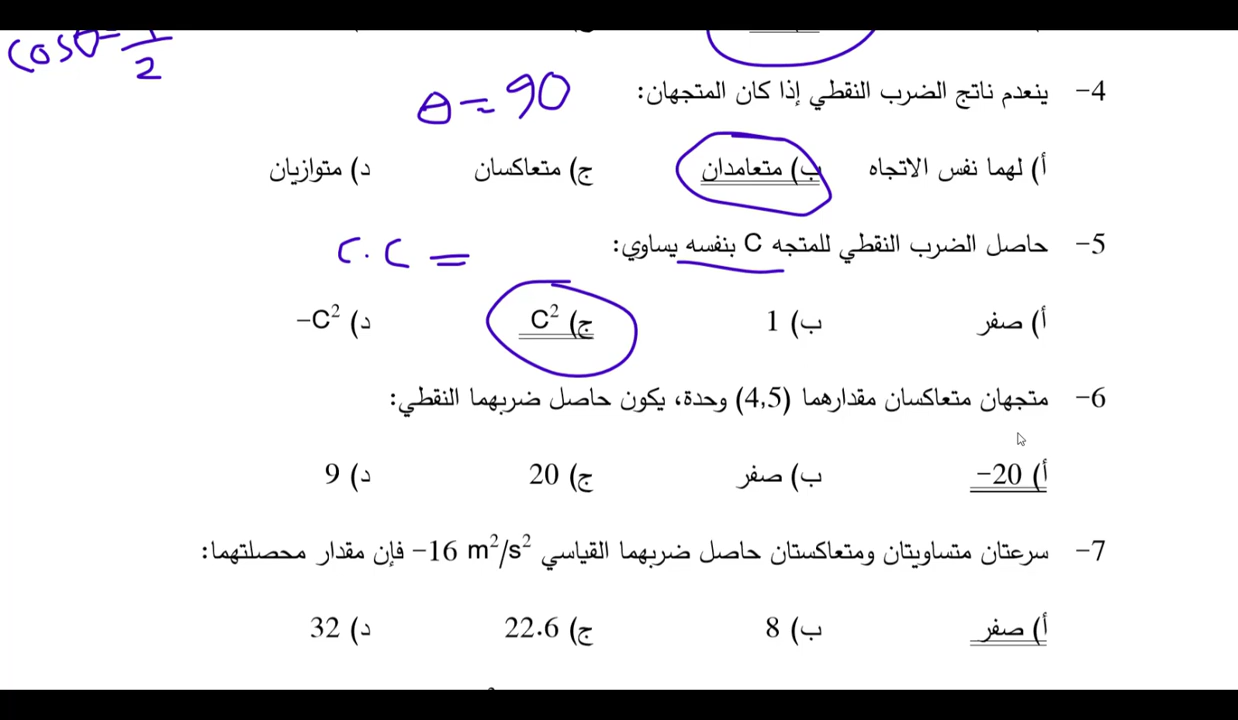 cosθ= 1/2
4- ينعدم ناتج الضرب النقطي إذا كان المتجهان:
θ = 90
أ) لهما نفس الاتجاه ب) متعامدان ج) متعاكسان د) متوازيان
5- حاصل الضرب النقطي للمتجه C بنفسه يساوي:
C.C =
أ) صفر ب) 1 ج) C² د) −C²
6- متجهان متعاكسان مقدارهما (4,5) وحدة، يكون حاصل ضربهما النقطي:
أ) −20 ب) صفر ج) 20 د) 9
7- سرعتان متساويتان ومتعاكستان حاصل ضربهما القياسي −16 m²/s² فإن مقدار محصلتهما:
أ) صفر ب) 8 ج) 22.6 د) 32